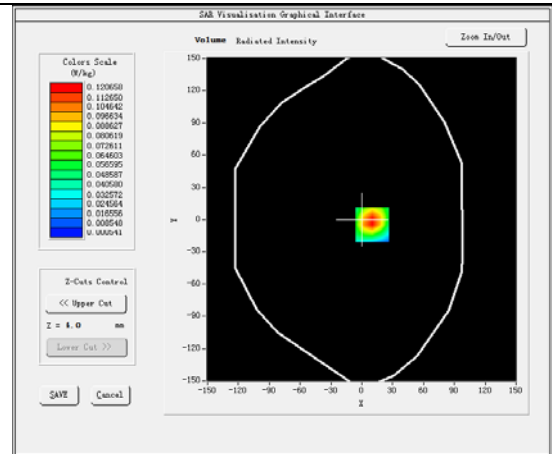 SAR Visualisation Graphical Interface
Volume Radiated Intensity
Zoom In/Out
Colors Scale
(W/kg)
0.120658
0.112650
0.104642
0.096634
0.088627
0.080619
0.072611
0.064603
0.056595
0.048587
0.040580
0.032572
0.024564
0.016556
0.008548
0.000541
Z-Cuts Control
<< Upper Cut
Z = 4.0 mm
Lower Cut >>
SAVE Cancel
150
120
90
60
30
0
-30
-60
-90
-120
-150
Y
-150 -120 -90 -60 -30 0 30 60 90 120 150
X